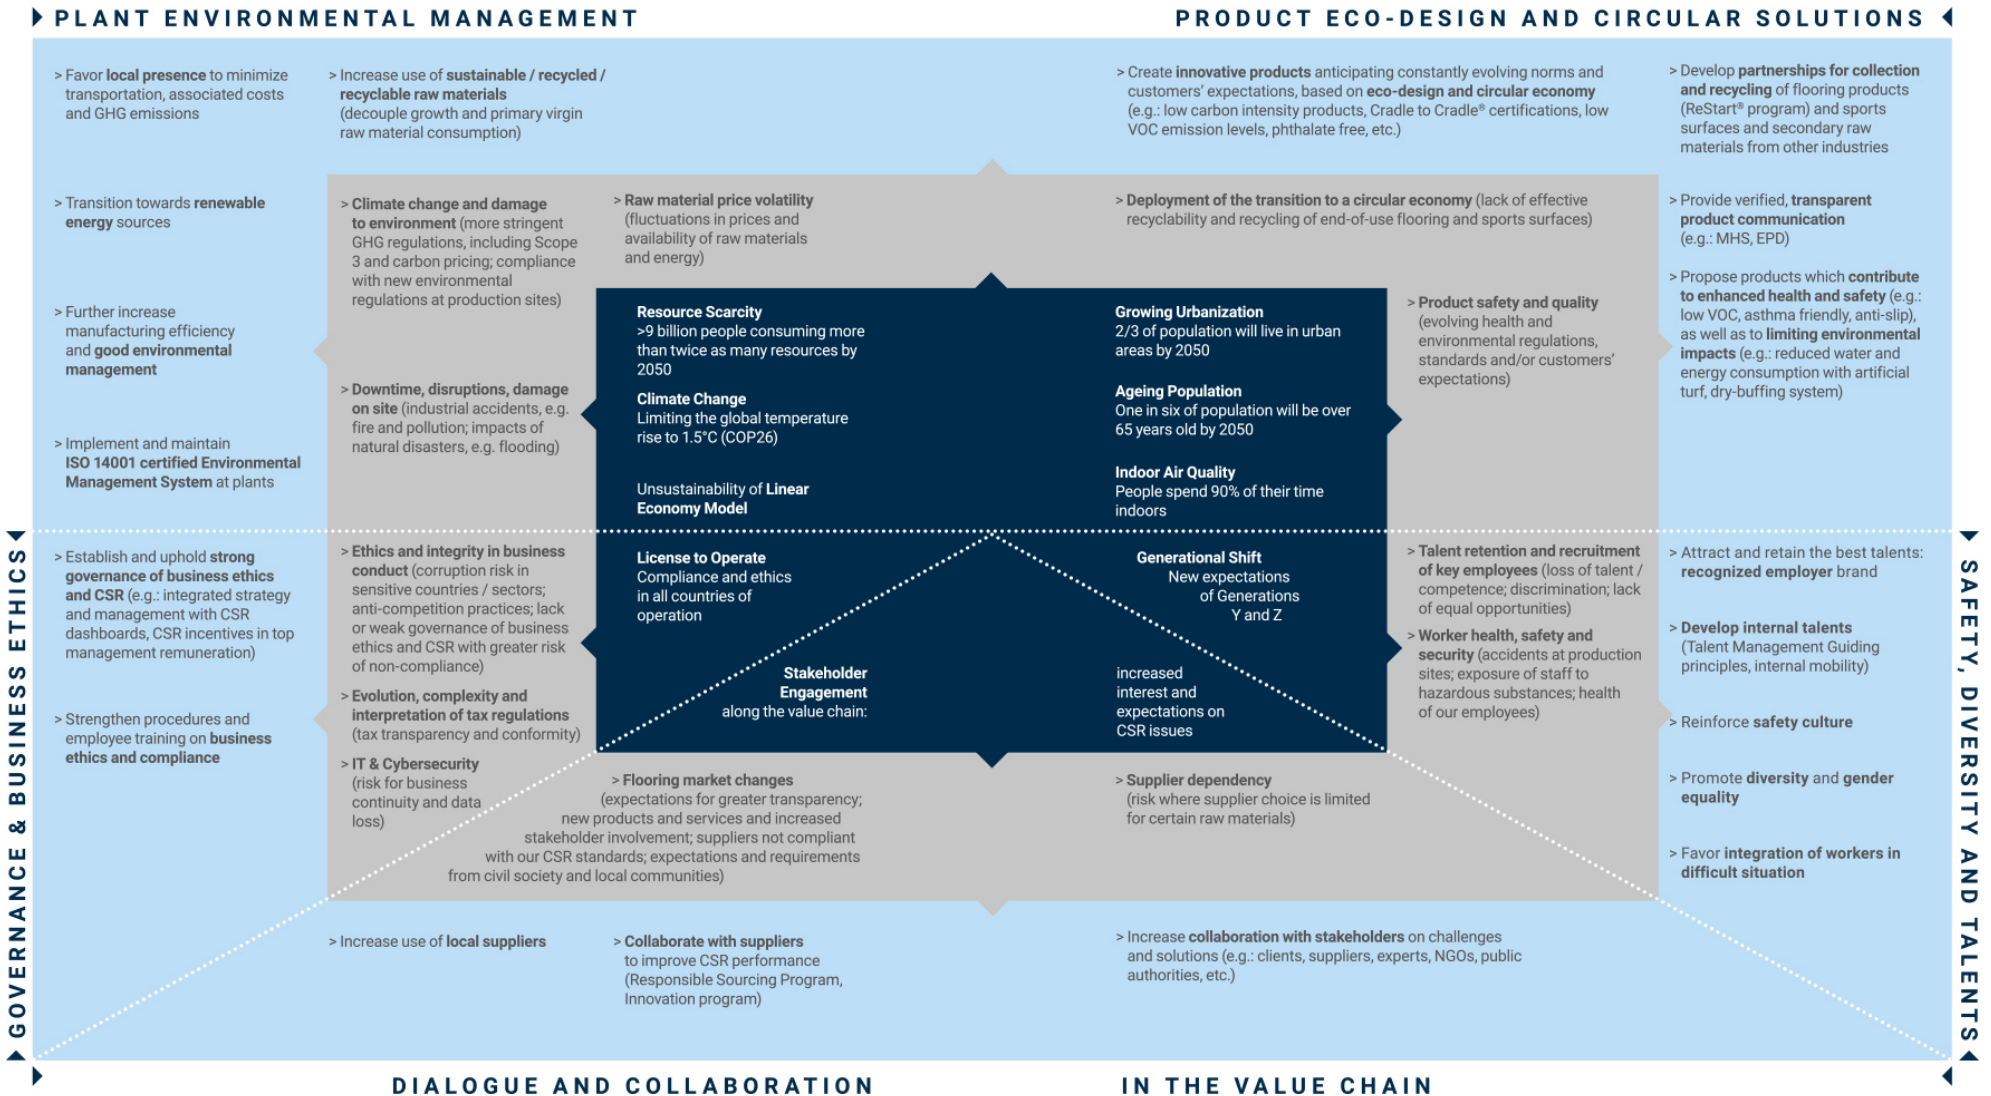 PLANT ENVIRONMENTAL MANAGEMENT
PRODUCT ECO-DESIGN AND CIRCULAR SOLUTIONS
> Favor local presence to minimize
transportation, associated costs
and GHG emissions
> Increase use of sustainable / recycled /
recyclable raw materials
(decouple growth and primary virgin
raw material consumption)
> Create innovative products anticipating constantly evolving norms and
customers' expectations, based on eco-design and circular economy
(e.g.: low carbon intensity products, Cradle to Cradle® certifications, low
VOC emission levels, phthalate free, etc.)
> Develop partnerships for collection
and recycling of flooring products
(ReStart® program) and sports
surfaces and secondary raw
materials from other industries
> Transition towards renewable
energy sources
> Climate change and damage
to environment (more stringent
GHG regulations, including Scope
3 and carbon pricing; compliance
with new environmental
regulations at production sites)
> Raw material price volatility
(fluctuations in prices and
availability of raw materials
and energy)
> Deployment of the transition to a circular economy (lack of effective
recyclability and recycling of end-of-use flooring and sports surfaces)
> Provide verified, transparent
product communication
(e.g.: MHS, EPD)
> Further increase
manufacturing efficiency
and good environmental
management
> Propose products which contribute
to enhanced health and safety (e.g.:
low VOC, asthma friendly, anti-slip),
as well as to limiting environmental
impacts (e.g.: reduced water and
energy consumption with artificial
turf, dry-buffing system)
> Downtime, disruptions, damage
on site (industrial accidents, e.g.
fire and pollution; impacts of
natural disasters, e.g. flooding)
Resource Scarcity
>9 billion people consuming more
than twice as many resources by
2050
Climate Change
Limiting the global temperature
rise to 1.5°C (COP26)
Unsustainability of Linear
Economy Model
Growing Urbanization
2/3 of population will live in urban
areas by 2050
Ageing Population
One in six of population will be over
65 years old by 2050
Indoor Air Quality
People spend 90% of their time
indoors
> Product safety and quality
(evolving health and
environmental regulations,
standards and/or customers'
expectations)
> Implement and maintain
ISO 14001 certified Environmental
Management System at plants
GOVERNANCE & BUSINESS ETHICS
> Establish and uphold strong
governance of business ethics
and CSR (e.g.: integrated strategy
and management with CSR
dashboards, CSR incentives in top
management remuneration)
> Strengthen procedures and
employee training on business
ethics and compliance
> Ethics and integrity in business
conduct (corruption risk in
sensitive countries / sectors;
anti-competition practices; lack
or weak governance of business
ethics and CSR with greater risk
of non-compliance)
> Evolution, complexity and
interpretation of tax regulations
(tax transparency and conformity)
> IT & Cybersecurity
(risk for business
continuity and data
loss)
License to Operate
Compliance and ethics
in all countries of
operation
Generational Shift
New expectations
of Generations
Y and Z
Stakeholder
Engagement
along the value chain:
increased
interest and
expectations on
CSR issues
> Talent retention and recruitment
of key employees (loss of talent /
competence; discrimination; lack
of equal opportunities)
> Worker health, safety and
security (accidents at production
sites; exposure of staff to
hazardous substances; health
of our employees)
> Attract and retain the best talents:
recognized employer brand
> Develop internal talents
(Talent Management Guiding
principles, internal mobility)
> Reinforce safety culture
> Promote diversity and gender
equality
> Favor integration of workers in
difficult situation
SAFETY, DIVERSITY AND TALENTS
> Flooring market changes
(expectations for greater transparency;
new products and services and increased
stakeholder involvement; suppliers not compliant
with our CSR standards; expectations and requirements
from civil society and local communities)
> Supplier dependency
(risk where supplier choice is limited
for certain raw materials)
> Increase use of local suppliers
> Collaborate with suppliers
to improve CSR performance
(Responsible Sourcing Program,
Innovation program)
> Increase collaboration with stakeholders on challenges
and solutions (e.g.: clients, suppliers, experts, NGOs, public
authorities, etc.)
DIALOGUE AND COLLABORATION
IN THE VALUE CHAIN